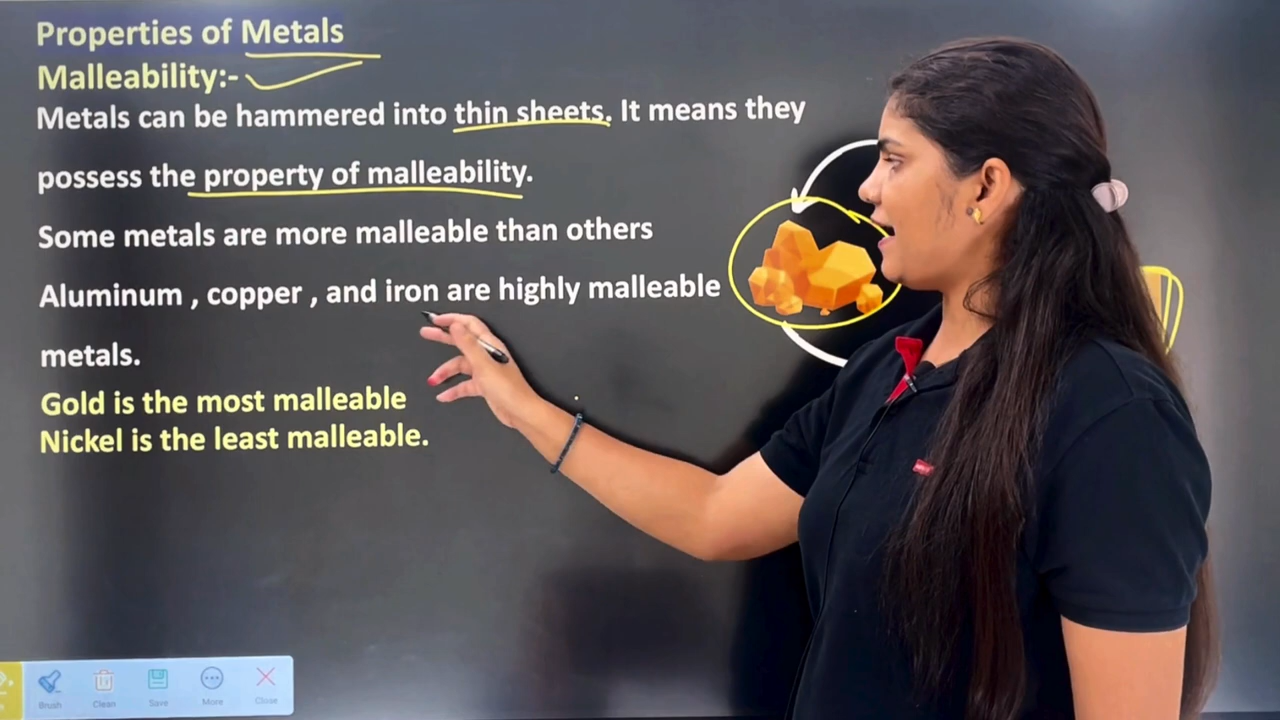 Properties of Metals
Malleability:-
Metals can be hammered into thin sheets. It means they
possess the property of malleability.
Some metals are more malleable than others
Aluminum , copper , and iron are highly malleable
metals.
Gold is the most malleable
Nickel is the least malleable.
Brush Clean Save More Close